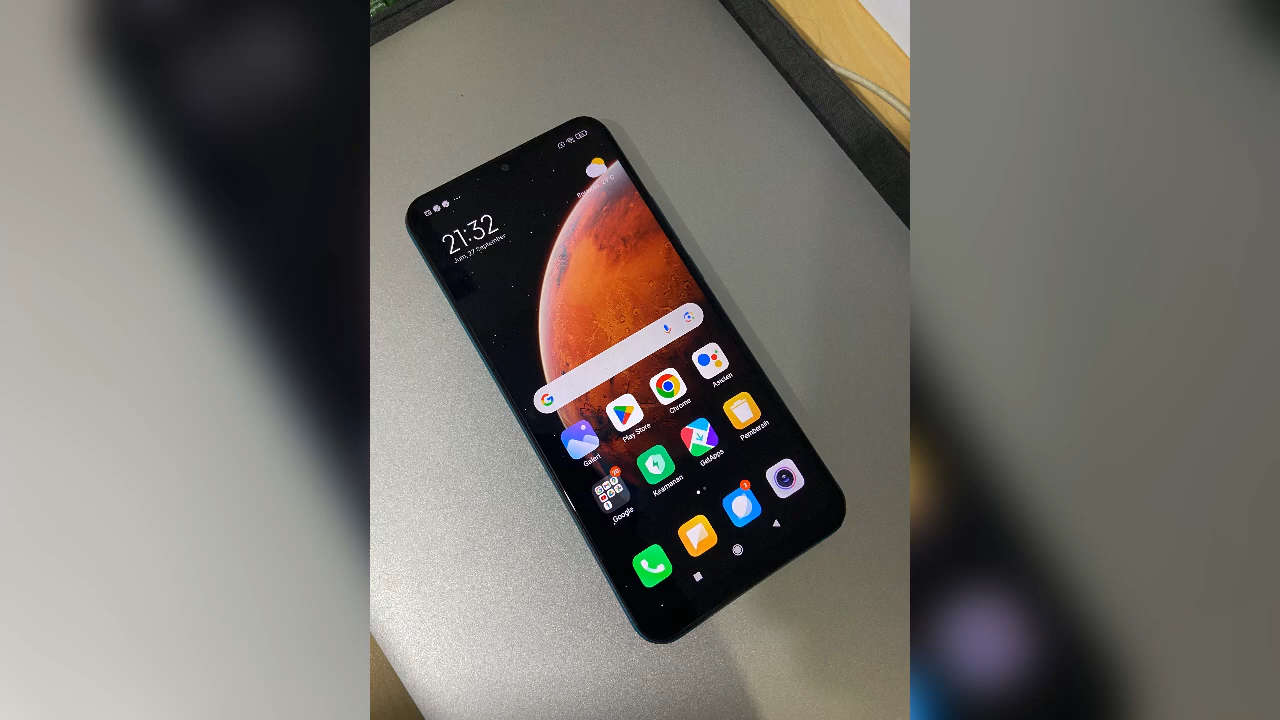 21:32
Jum, 27 September
Galeri
Play Store
Chrome
Asisten
Google
Keamanan
GetApps
Pembersih